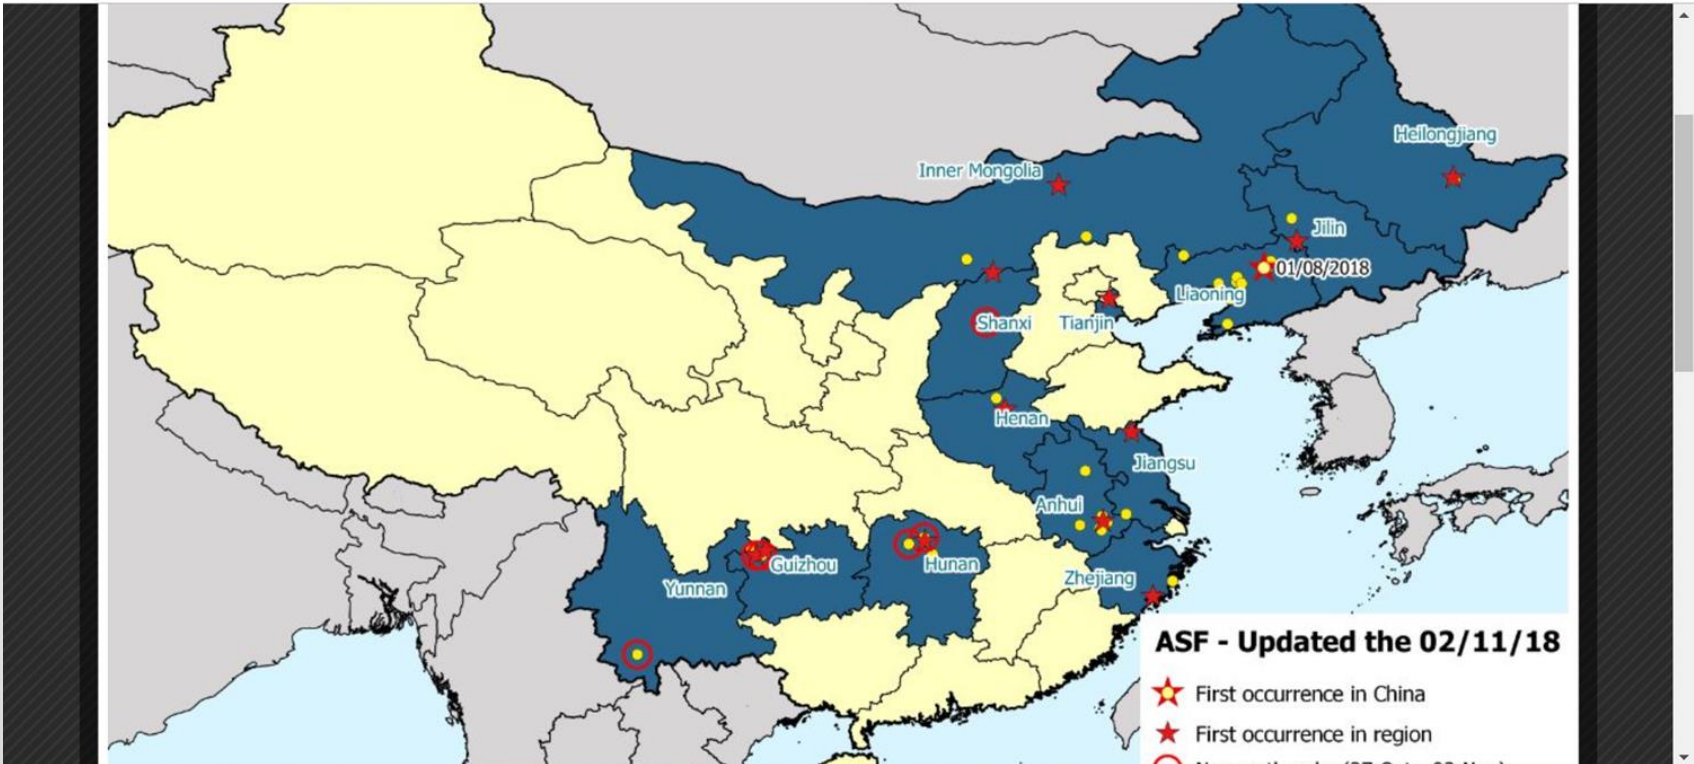 Heilongjiang
Inner Mongolia
Jilin
01/08/2018
Liaoning
Shanxi
Tianjin
Henan
Jiangsu
Anhui
Guizhou
Hunan
Yunnan
Zhejiang
ASF - Updated the 02/11/18
First occurrence in China
First occurrence in region